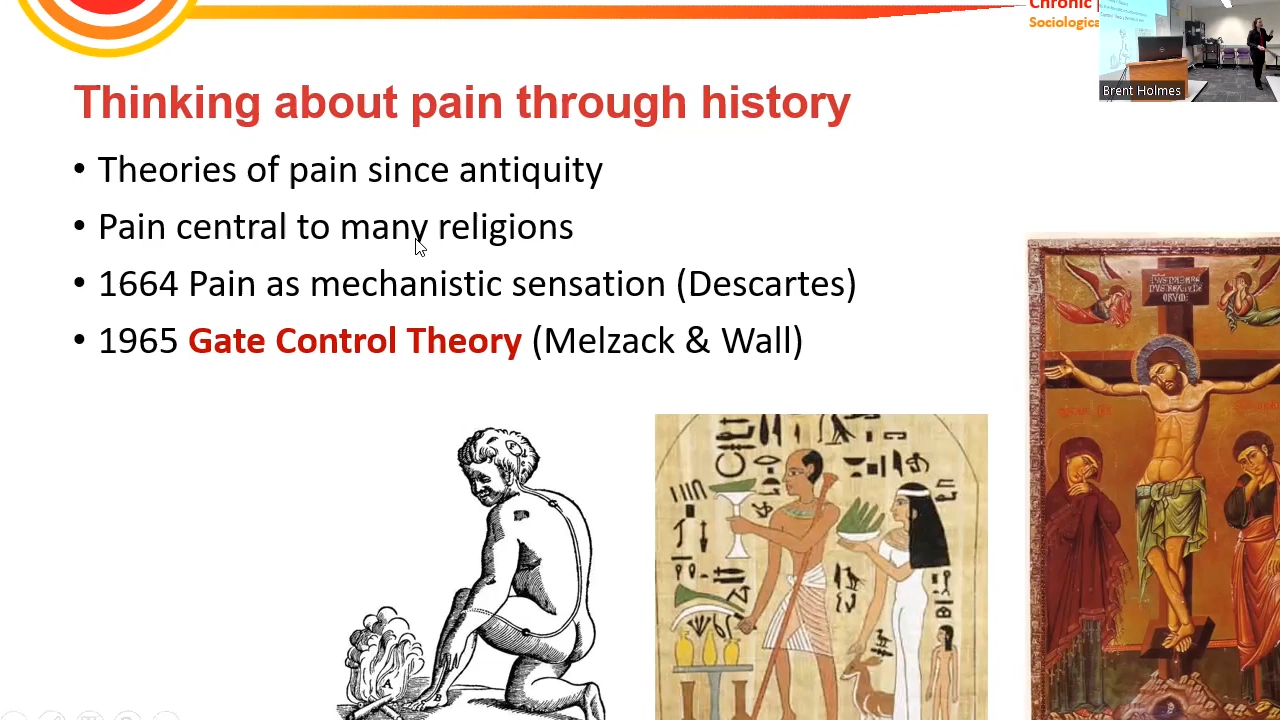 Chronic
Sociologica
Brent Holmes
Thinking about pain through history
• Theories of pain since antiquity
• Pain central to many religions
• 1664 Pain as mechanistic sensation (Descartes)
• 1965 Gate Control Theory (Melzack & Wall)
A
B